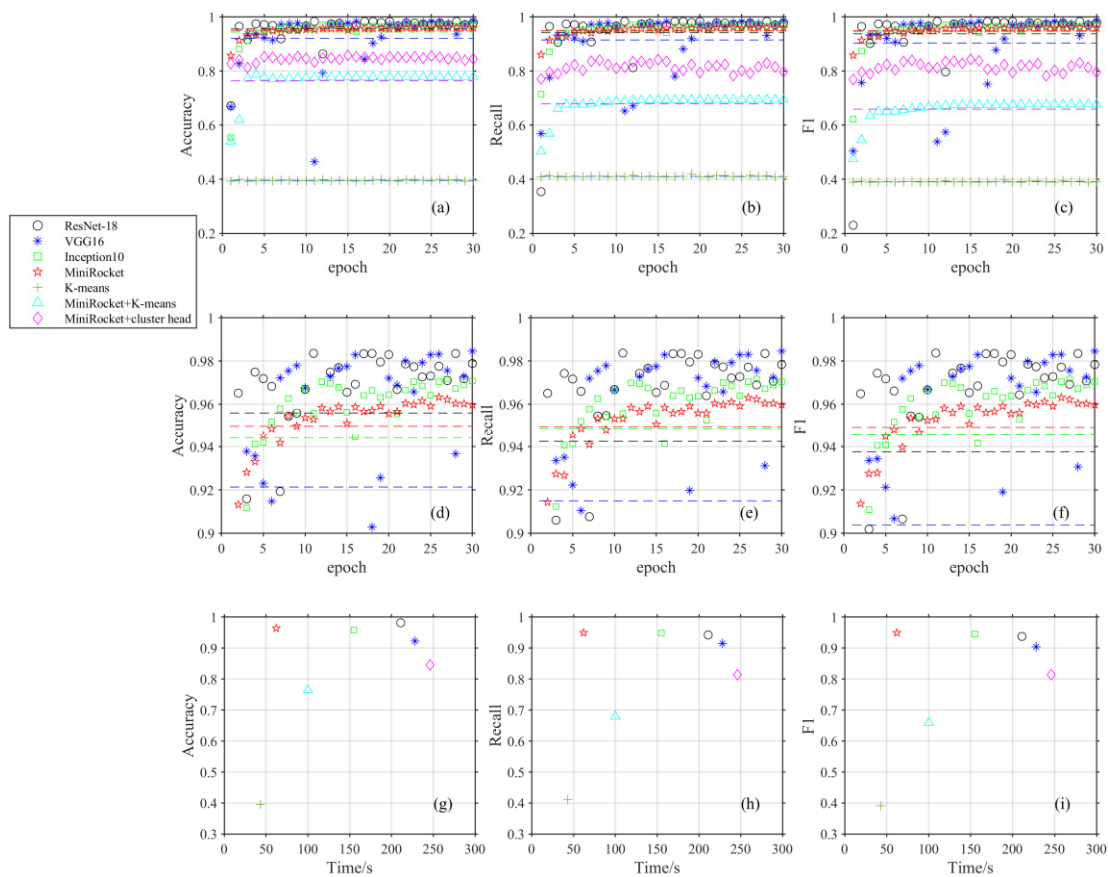 1
0.8
0.6
0.4
0.2
0 5 10 15 20 25 30
Accuracy
epoch
(a)
1
0.8
0.6
0.4
0.2
0 5 10 15 20 25 30
Recall
epoch
(b)
1
0.8
0.6
0.4
0.2
0 5 10 15 20 25 30
F1
epoch
(c)
ResNet-18
VGG16
Inception10
MiniRocket
K-means
MiniRocket+K-means
MiniRocket+cluster head
1
0.98
0.96
0.94
0.92
0.9
0 5 10 15 20 25 30
Accuracy
epoch
(d)
1
0.98
0.96
0.94
0.92
0.9
0 5 10 15 20 25 30
Recall
epoch
(e)
1
0.98
0.96
0.94
0.92
0.9
0 5 10 15 20 25 30
F1
epoch
(f)
1
0.9
0.8
0.7
0.6
0.5
0.4
0.3
0 50 100 150 200 250 300
Accuracy
Time/s
(g)
1
0.9
0.8
0.7
0.6
0.5
0.4
0.3
0 50 100 150 200 250 300
Recall
Time/s
(h)
1
0.9
0.8
0.7
0.6
0.5
0.4
0.3
0 50 100 150 200 250 300
F1
Time/s
(i)